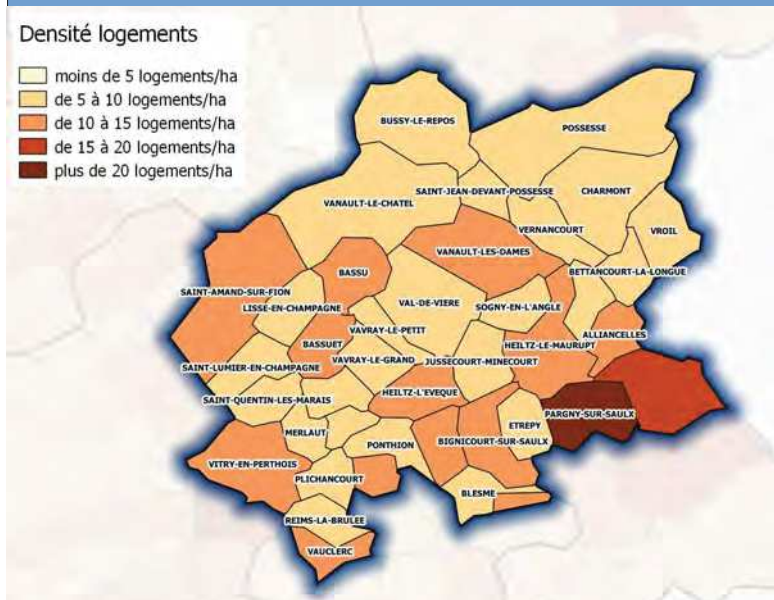 Densité logements
moins de 5 logements/ha
de 5 à 10 logements/ha
de 10 à 15 logements/ha
de 15 à 20 logements/ha
plus de 20 logements/ha
BUSSY-LE-REPOS
POSSESSE
SAINT-JEAN-DEVANT-POSSESSE
CHARMONT
VANAULT-LE-CHATEL
VERNANCOURT
VROIL
VANAULT-LES-DAMES
BASSU
BETTANCOURT-LA-LONGUE
SAINT-AMAND-SUR-FION
LISSE-EN-CHAMPAGNE
VAL-DE-VIERE
SOGNY-EN-L'ANGLE
VAVRAY-LE-PETIT
ALLIANCELLES
BASSUET
HEILTZ-LE-MAURUPT
VAVRAY-LE-GRAND
JUSSECOURT-MINECOURT
SAINT-LUMIER-EN-CHAMPAGNE
HEILTZ-L'EVEQUE
SAINT-QUENTIN-LES-MARAIS
PARGNY-SUR-SAULX
ETREPY
MERLAUT
PONTHION
BIGNICOURT-SUR-SAULX
VITRY-EN-PERTHOIS
PLICHANCOURT
BLESME
REIMS-LA-BRULEE
VAUCLERC